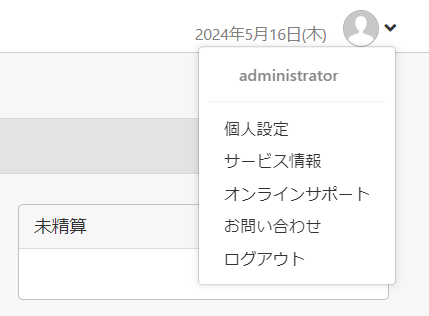 2024年5月16日(木)
administrator
個人設定
サービス情報
オンラインサポート
お問い合わせ
ログアウト
未精算